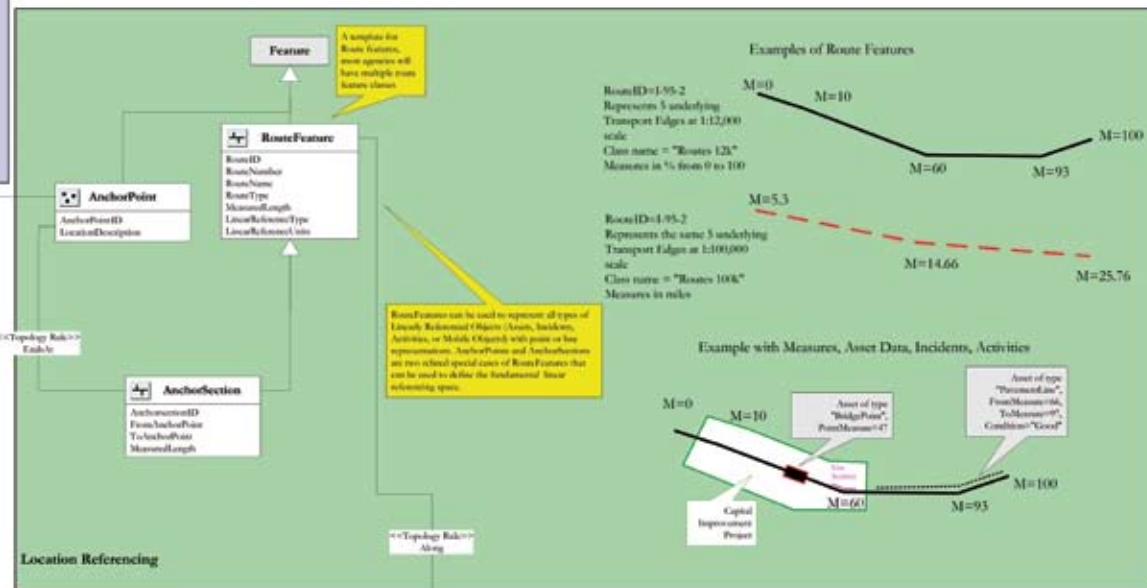 Feature
A template for
Route features,
most agencies will
have multiple route
feature classes
RouteFeature
RouteID
RouteNumber
RouteName
RouteType
MeasuredLength
LinearReferenceType
LinearReferenceUnits
AnchorPoint
AnchorPointID
LocationDescription
<<Topology Rule>>
EndsAt
AnchorSection
AnchorsectionID
FromAnchorPoint
ToAnchorPoint
MeasuredLength
RouteFeatures can be used to represent all types of
Linearly Referenced Objects (Assets, Incidents,
Activities, or Mobile Objects) with point or line
representations. AnchorPoints and AnchorSections
are two refined special cases of RouteFeatures that
can be used to define the fundamental linear
referencing space.
<<Topology Rule>>
Along
Location Referencing
Examples of Route Features
RouteID=I-95-2
Represents 5 underlying
Transport Edges at 1:12,000
scale
Class name = "Routes 12k"
Measures in % from 0 to 100
M=0
M=10
M=60
M=93
M=100
RouteID=I-95-2
Represents the same 5 underlying
Transport Edges at 1:100,000
scale
Class name = "Routes 100k"
Measures in miles
M=5.3
M=14.66
M=25.76
Example with Measures, Asset Data, Incidents, Activities
M=0
M=10
Asset of type
"BridgePoint",
PointMeasure=47
Asset of type
"PavementLine",
FromMeasure=66,
Condition="Good"
M=60
M=93
M=100
Capital
Improvement
Project